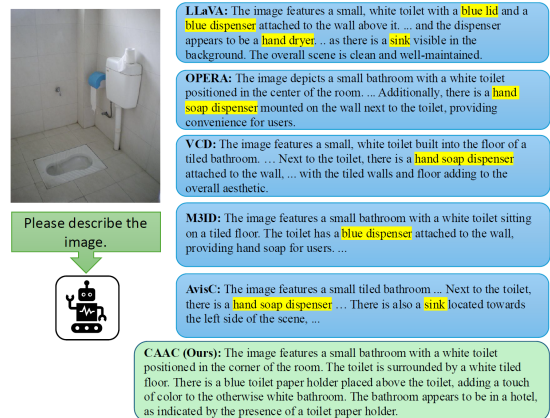 LLaVA: The image features a small, white toilet with a blue lid and a
blue dispenser attached to the wall above it. ... and the dispenser
appears to be a hand dryer. .. as there is a sink visible in the
background. The overall scene is clean and well-maintained.
OPERA: The image depicts a small bathroom with a white toilet
positioned in the center of the room. ... Additionally, there is a hand
soap dispenser mounted on the wall next to the toilet, providing
convenience for users.
VCD: The image features a small, white toilet built into the floor of a
tiled bathroom. … Next to the toilet, there is a hand soap dispenser
attached to the wall, ... with the tiled walls and floor adding to the
overall aesthetic.
Please describe the
image.
M3ID: The image features a small bathroom with a white toilet sitting
on a tiled floor. The toilet has a blue dispenser attached to the wall,
providing hand soap for users. ...
AvisC: The image features a small tiled bathroom ... Next to the toilet,
there is a hand soap dispenser … There is also a sink located towards
the left side of the scene, ...
CAAC (Ours): The image features a small bathroom with a white toilet
positioned in the corner of the room. The toilet is surrounded by a white tiled
floor. There is a blue toilet paper holder placed above the toilet, adding a touch
of color to the otherwise white bathroom. The bathroom appears to be in a hotel,
as indicated by the presence of a toilet paper holder.